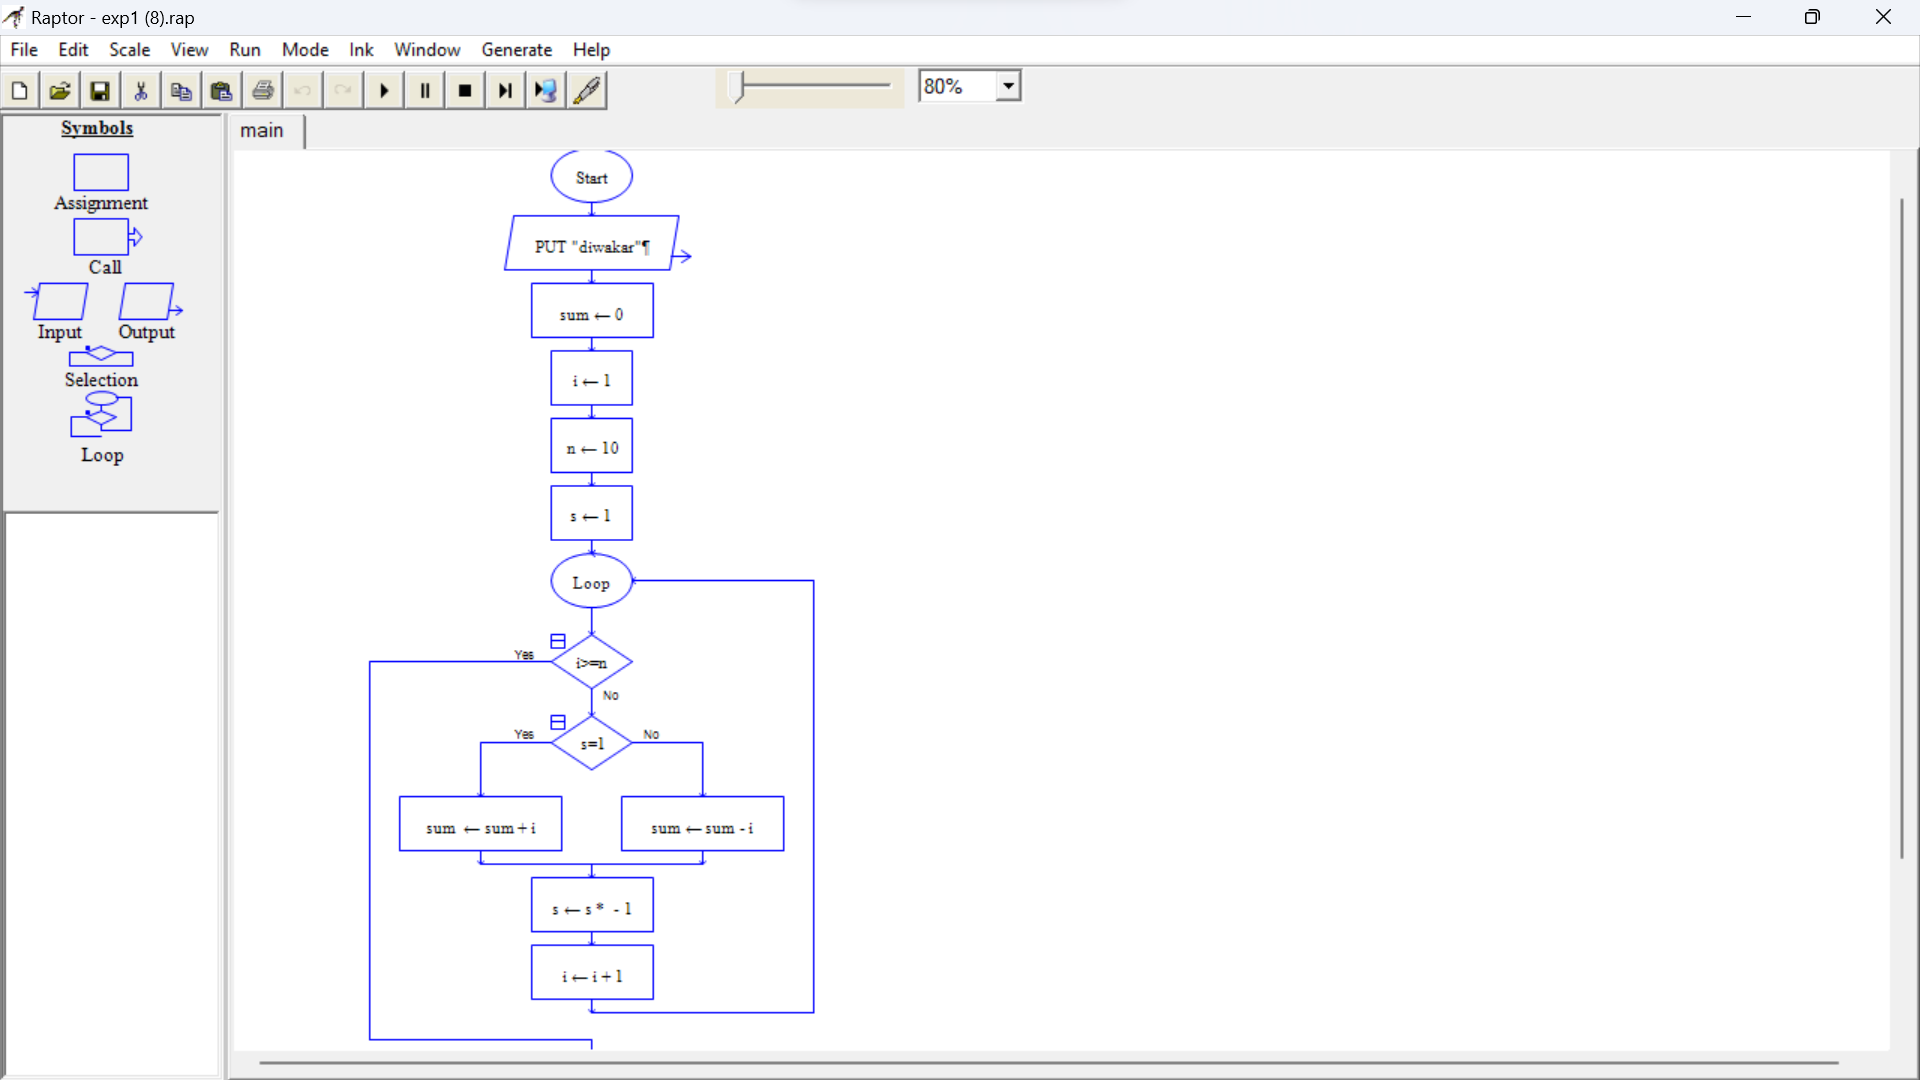 Raptor - exp1 (8).rap
File Edit Scale View Run Mode Ink Window Generate Help
80%
Symbols
Assignment
Call
Input Output
Selection
Loop
main
Start
PUT "diwakar"¶
sum ← 0
i ← 1
n ← 10
s ← 1
Loop
Yes
i>=n
No
Yes
s=1
No
sum ← sum + i
sum ← sum - i
s ← s * - 1
i ← i + 1